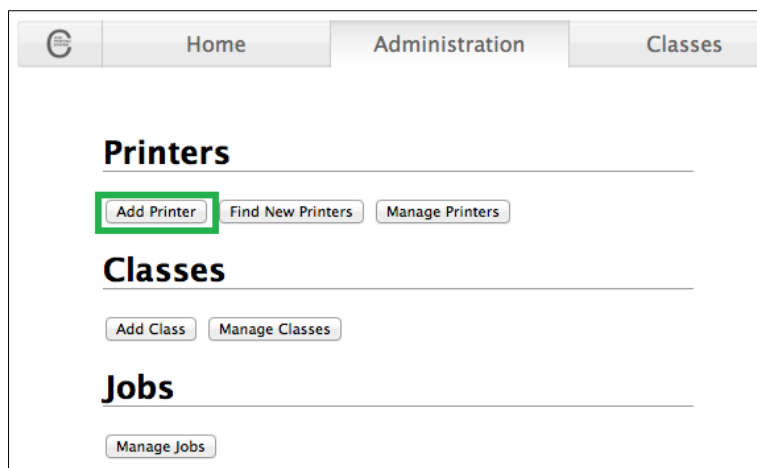 Home Administration Classes
Printers
Add Printer Find New Printers Manage Printers
Classes
Add Class Manage Classes
Jobs
Manage Jobs